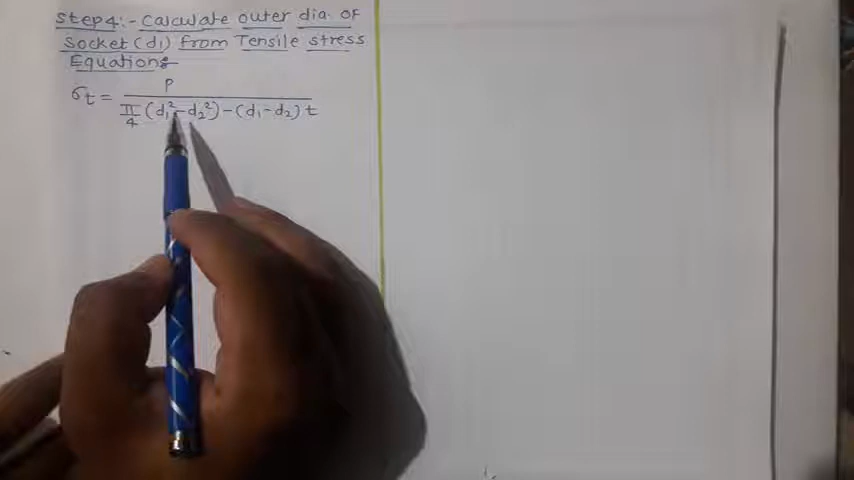 Step4:- Calculate outer dia. of
Socket (d1) from Tensile stress
Equations
σt = P / π/4 (d1² - d2²) - (d1 - d2) t